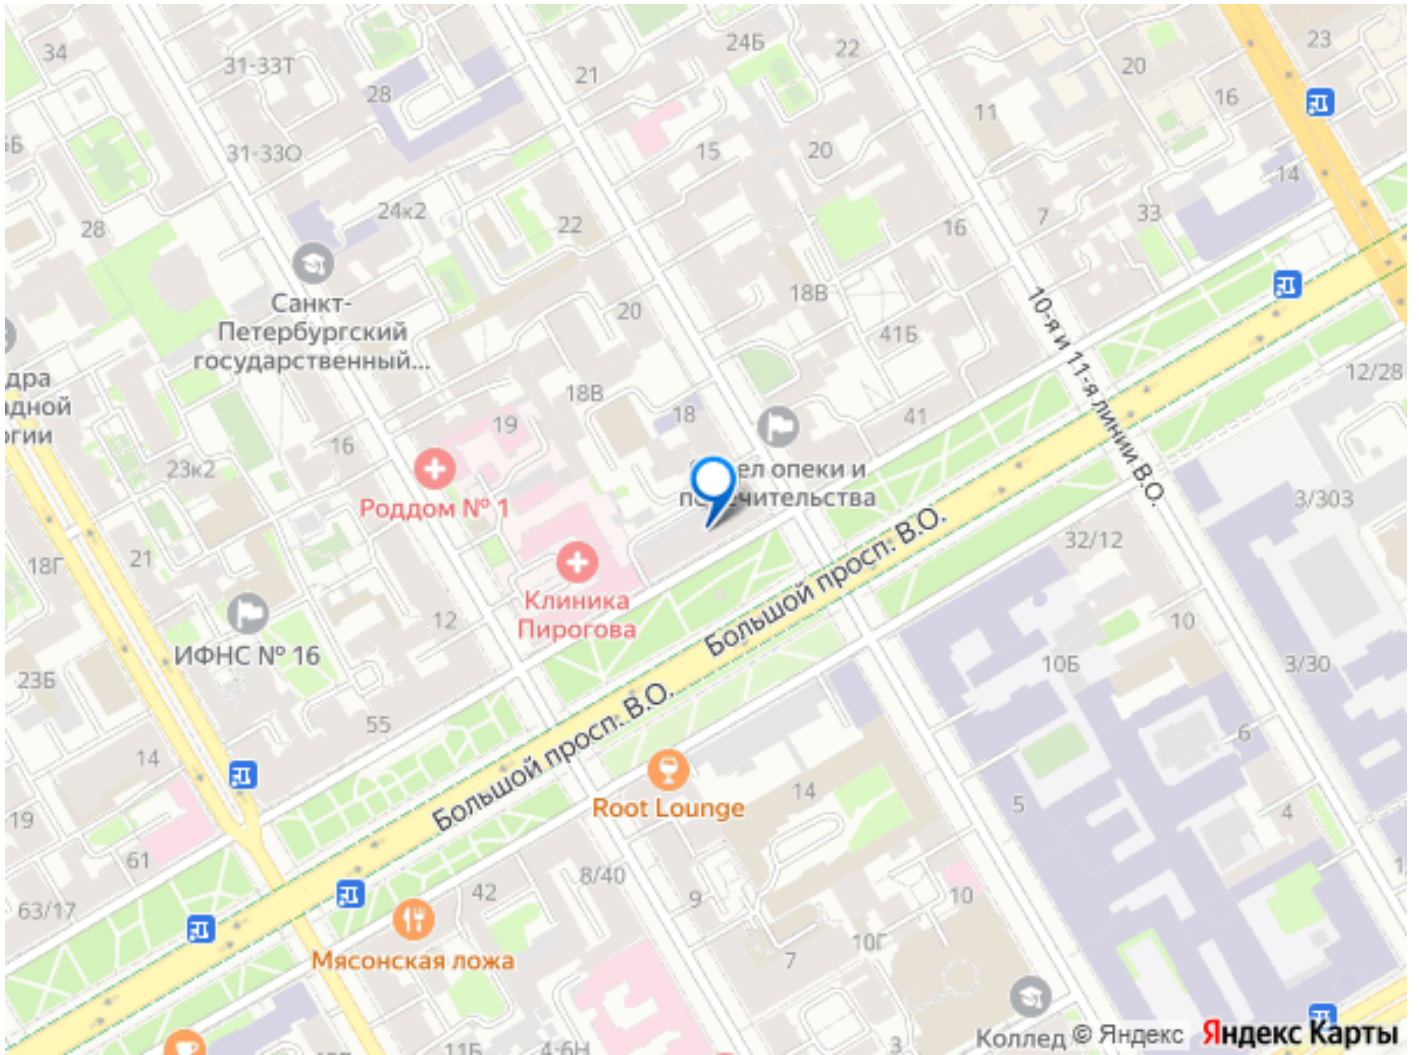 34
31-33Т
28
24Б
22
21
20
23
16
11
31-33О
15
20
14
24к2
28
22
16
7
33
Санкт-
Петербургский
государственный...
18В
20
41Б
10-я и 11-я линии В.О.
12/28
дра
огии
18В
18
41
19
16
23к2
Роддом № 1
ел опеки и
3/303
32/12
18Г
21
Клиника
Пирогова
Большой просп. В.О.
12
10
ИФНС № 16
10Б
3/30
23Б
55
Большой просп. В.О.
6
14
Root Lounge
14
5
4
19
61
8/40
42
9
10
63/17
Мясонская ложа
10Г
7
Коллед
© Яндекс
Яндекс Карты
11Б
4-6Н
3